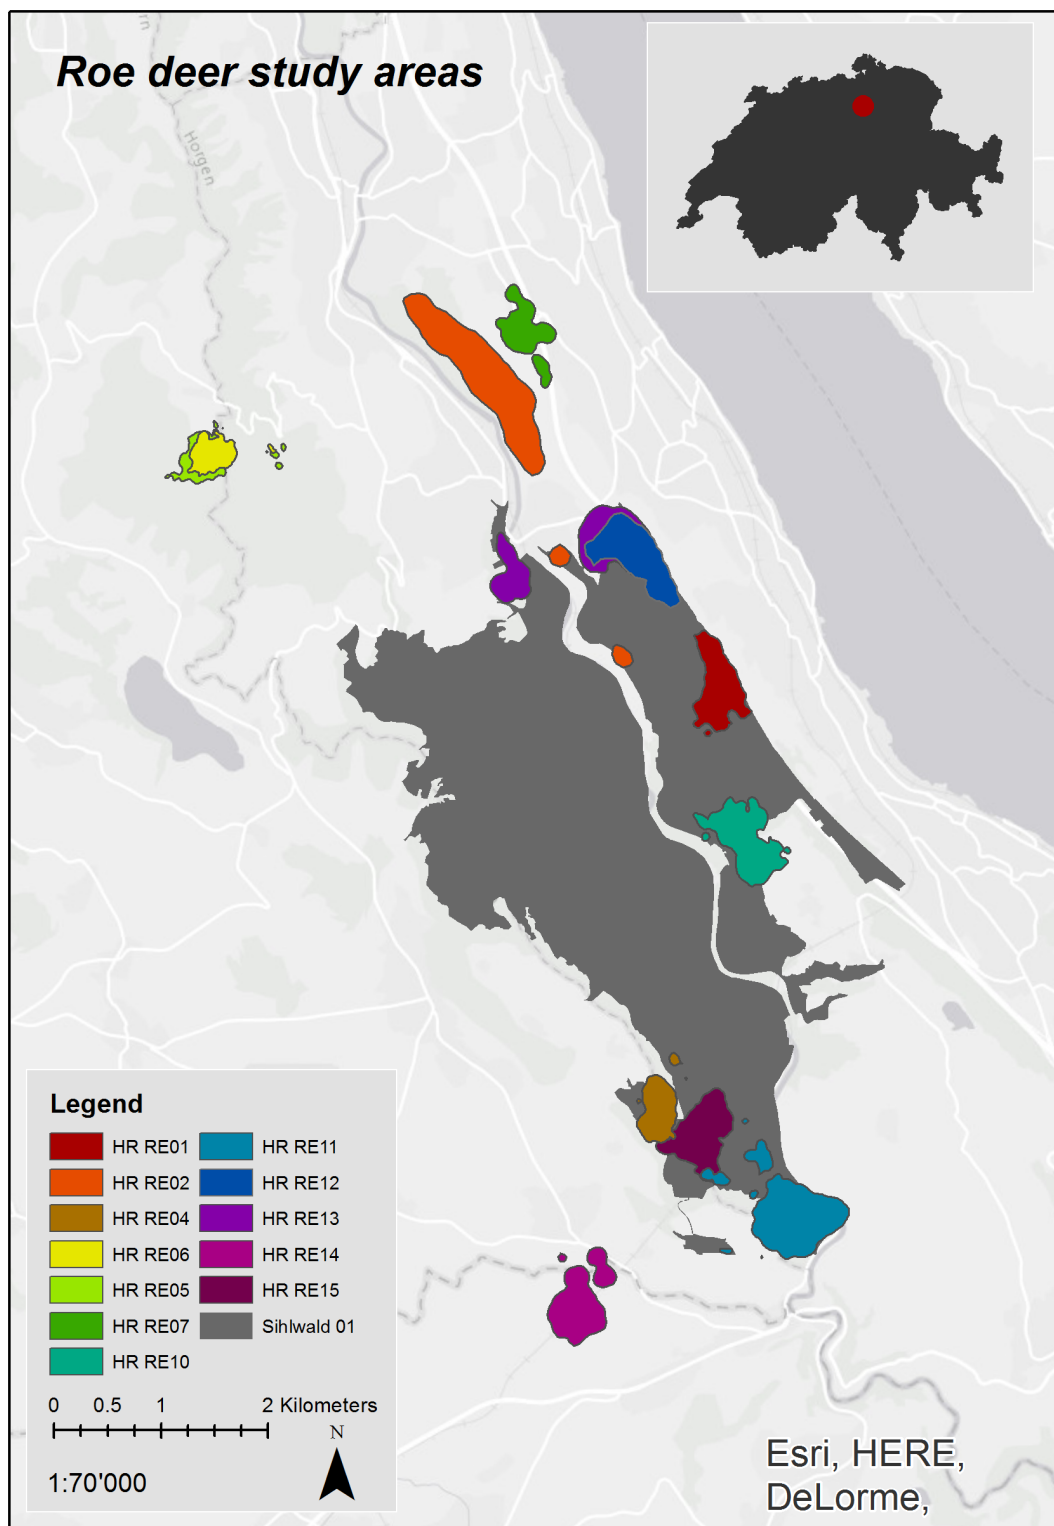 rn
Roe deer study areas
Horgen
Legend
HR RE01
HR RE02
HR RE04
HR RE06
HR RE05
HR RE07
HR RE10
HR RE11
HR RE12
HR RE13
HR RE14
HR RE15
Sihlwald 01
0 0.5 1 2 Kilometers
N
1:70'000
Esri, HERE,
DeLorme,